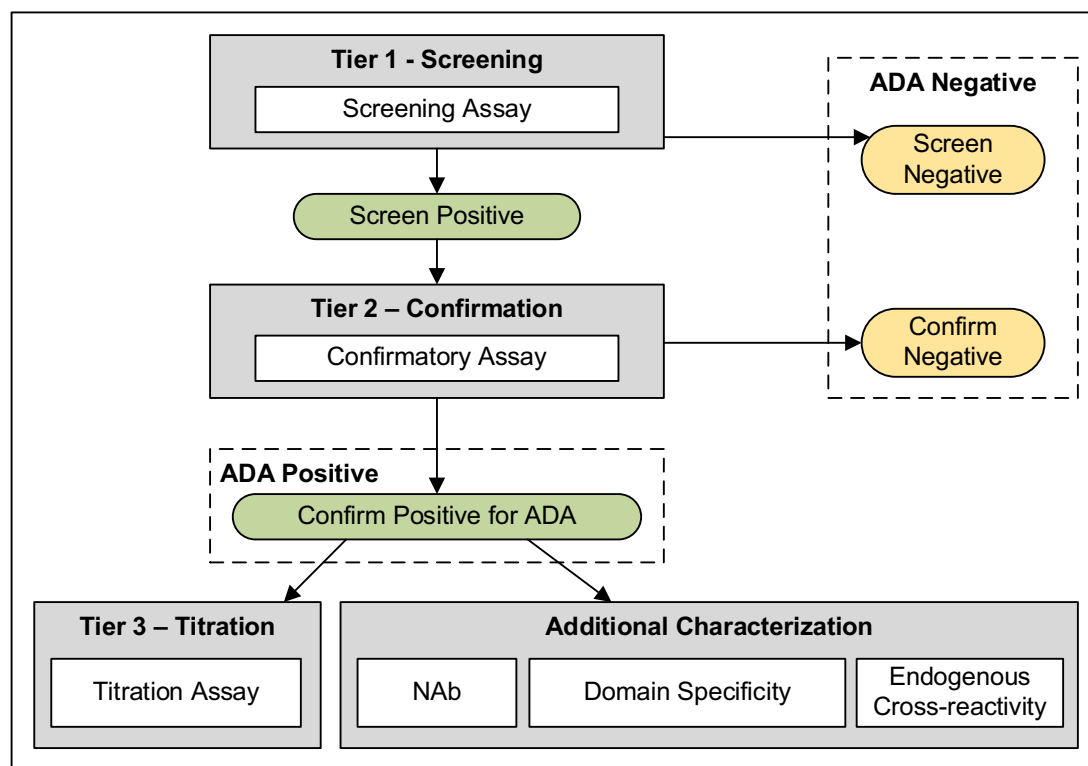 Tier 1 - Screening
Screening Assay
ADA Negative
Screen
Negative
Screen Positive
Tier 2 – Confirmation
Confirmatory Assay
Confirm
Negative
ADA Positive
Confirm Positive for ADA
Tier 3 – Titration
Titration Assay
Additional Characterization
NAb
Domain Specificity
Endogenous
Cross-reactivity